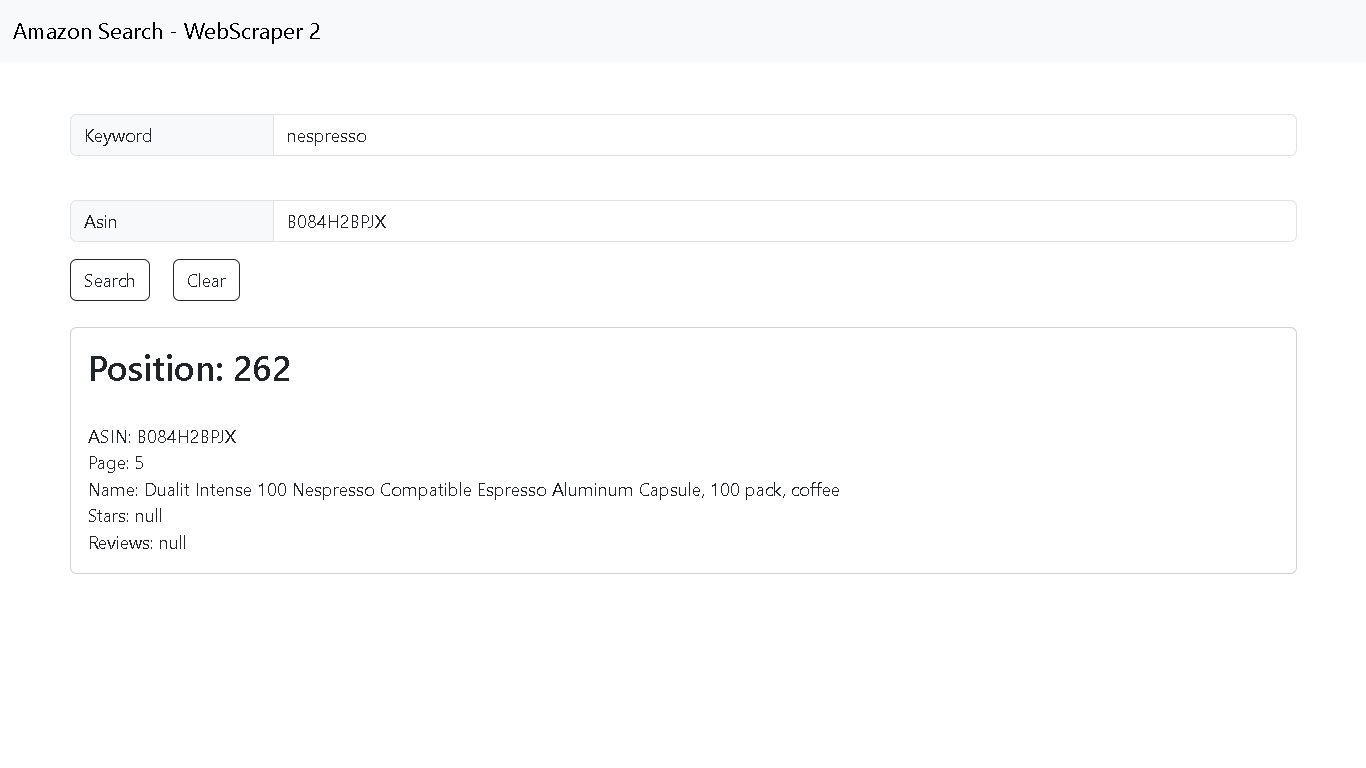 Amazon Search - WebScraper 2
Keyword nespresso
Asin B084H2BPJX
Search Clear
Position: 262
ASIN: B084H2BPJX
Page: 5
Name: Dualit Intense 100 Nespresso Compatible Espresso Aluminum Capsule, 100 pack, coffee
Stars: null
Reviews: null